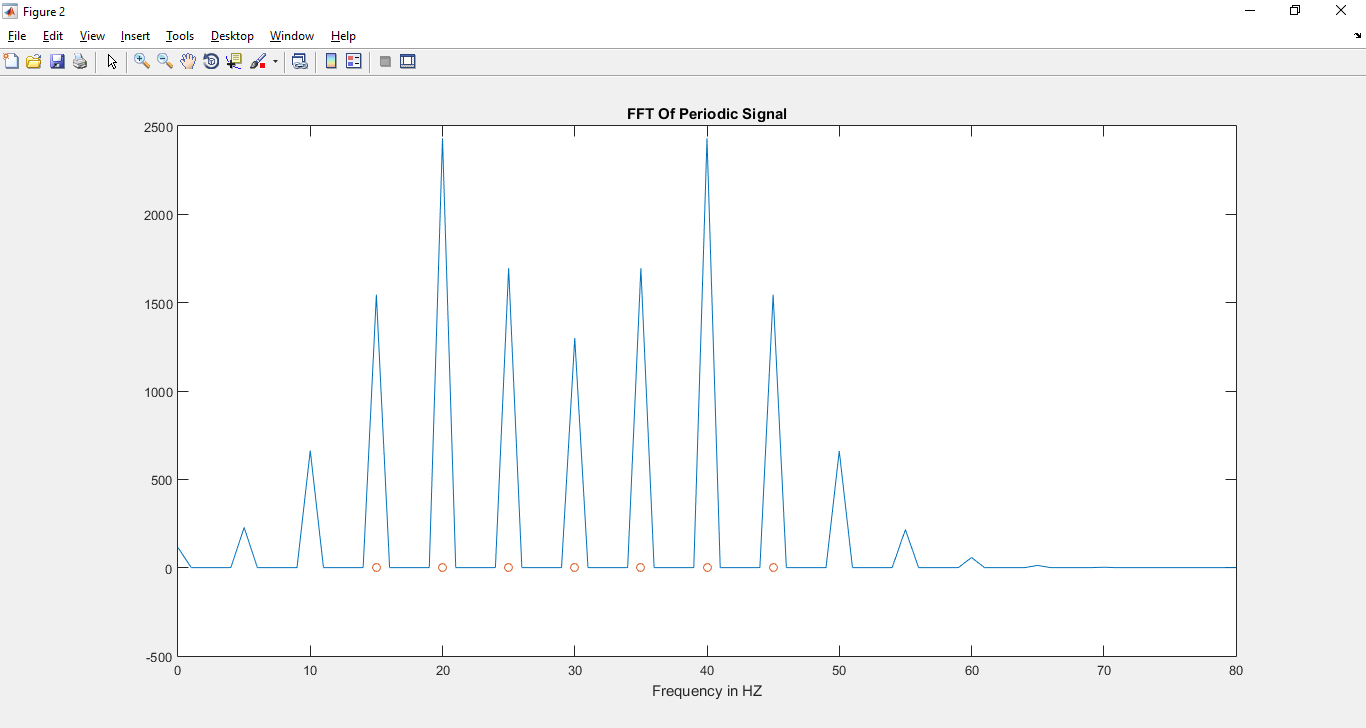 Figure 2
File Edit View Insert Tools Desktop Window Help
FFT Of Periodic Signal
2500
2000
1500
1000
500
0
-500
0 10 20 30 40 50 60 70 80
Frequency in HZ